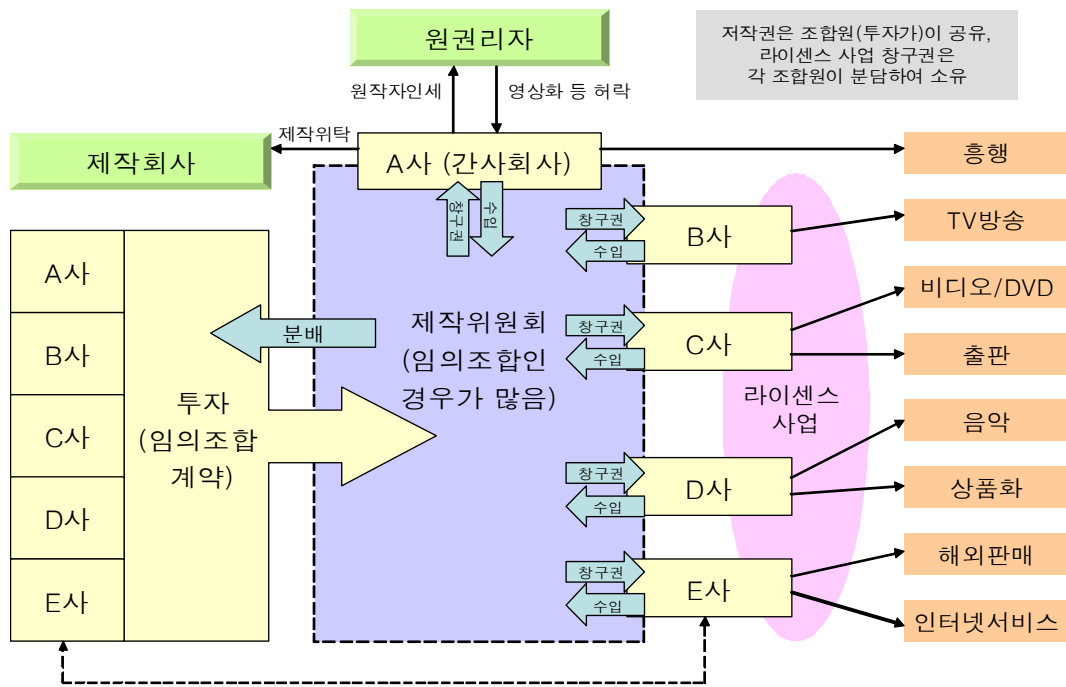 원권리자
저작권은 조합원(투자가)이 공유,
라이센스 사업 창구권은
각 조합원이 분담하여 소유
원작자인세
영상화 등 허락
제작회사
제작위탁
A사 (간사회사)
흥행
창구권
수입
창구권
수입
B사
TV방송
A사
B사
C사
D사
E사
투자
(임의조합
계약)
분배
제작위원회
(임의조합인
경우가 많음)
창구권
수입
C사
비디오/DVD
출판
라이센스
사업
창구권
수입
D사
음악
상품화
창구권
수입
E사
해외판매
인터넷서비스